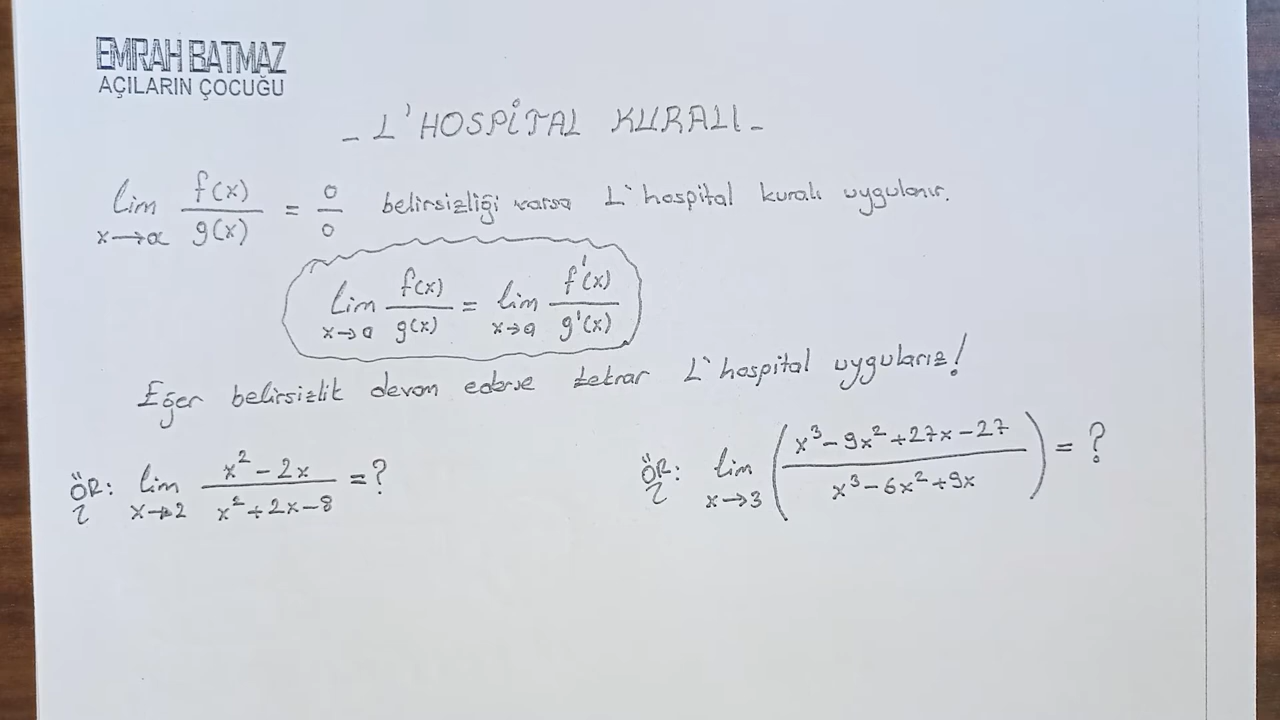 EMRAH BATMAZ
AÇILARIN ÇOCUĞU
- L'HOSPİTAL KURALI -
lim x→a f(x)/g(x) = 0/0 belirsizliği varsa L'hospital kuralı uygulanır.
lim x→a f(x)/g(x) = lim x→a f'(x)/g'(x)
Eğer belirsizlik devam ederse tekrar L'hospital uygularız!
ÖR: lim x→2 x²-2x/x²+2x-8 = ?
ÖR: lim x→3 (x³-9x²+27x-27/x³-6x²+9x) = ?